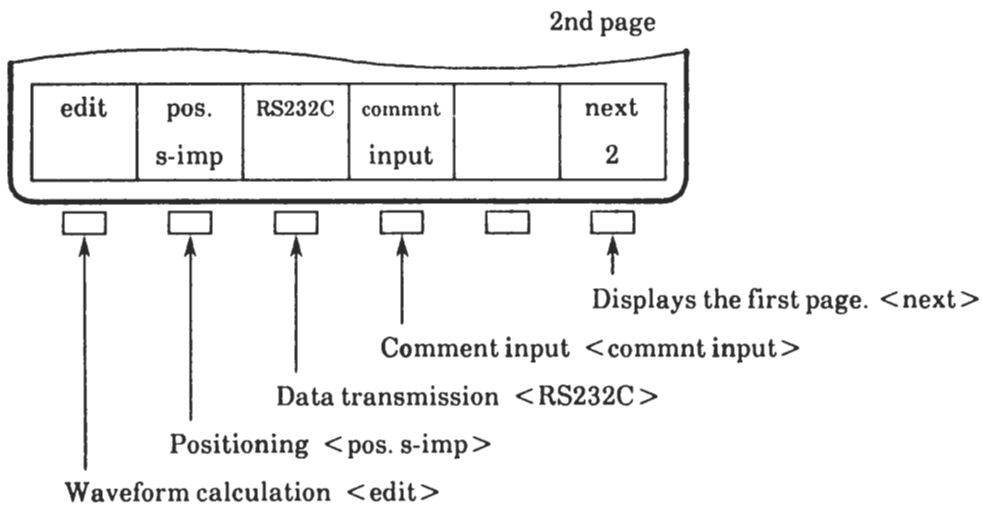 2nd page
edit
pos.
s-imp
RS232C
commnt
input
next
2
Displays the first page. <next>
Comment input <commnt input>
Data transmission <RS232C>
Positioning <pos. s-imp>
Waveform calculation <edit>